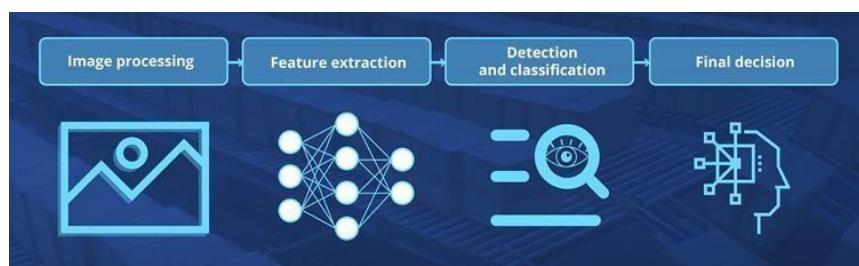 Image processing
Feature extraction
Detection
and classification
Final decision